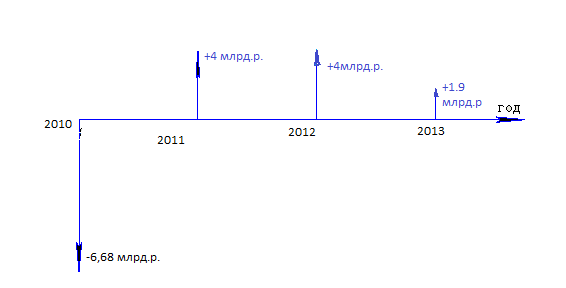 +4 млрд.р.
+4млрд.р.
+1.9
млрд.р
год
2010
2011
2012
2013
-6,68 млрд.р.